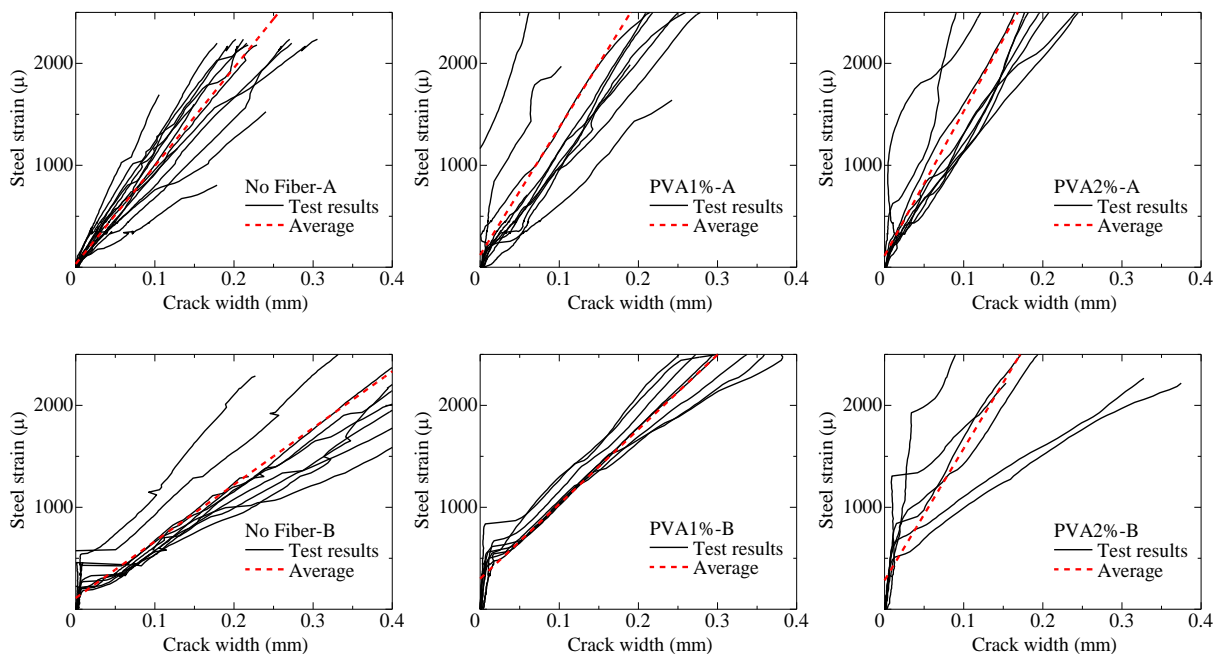 2000
1000
0
Steel strain (μ)
No Fiber-A
Test results
Average
0 0.1 0.2 0.3 0.4
Crack width (mm)
2000
1000
0
Steel strain (μ)
PVA1%-A
Test results
Average
0 0.1 0.2 0.3 0.4
Crack width (mm)
2000
1000
0
Steel strain (μ)
PVA2%-A
Test results
Average
0 0.1 0.2 0.3 0.4
Crack width (mm)
2000
1000
0
Steel strain (μ)
No Fiber-B
Test results
Average
0 0.1 0.2 0.3 0.4
Crack width (mm)
2000
1000
0
Steel strain (μ)
PVA1%-B
Test results
Average
0 0.1 0.2 0.3 0.4
Crack width (mm)
2000
1000
0
Steel strain (μ)
PVA2%-B
Test results
Average
0 0.1 0.2 0.3 0.4
Crack width (mm)